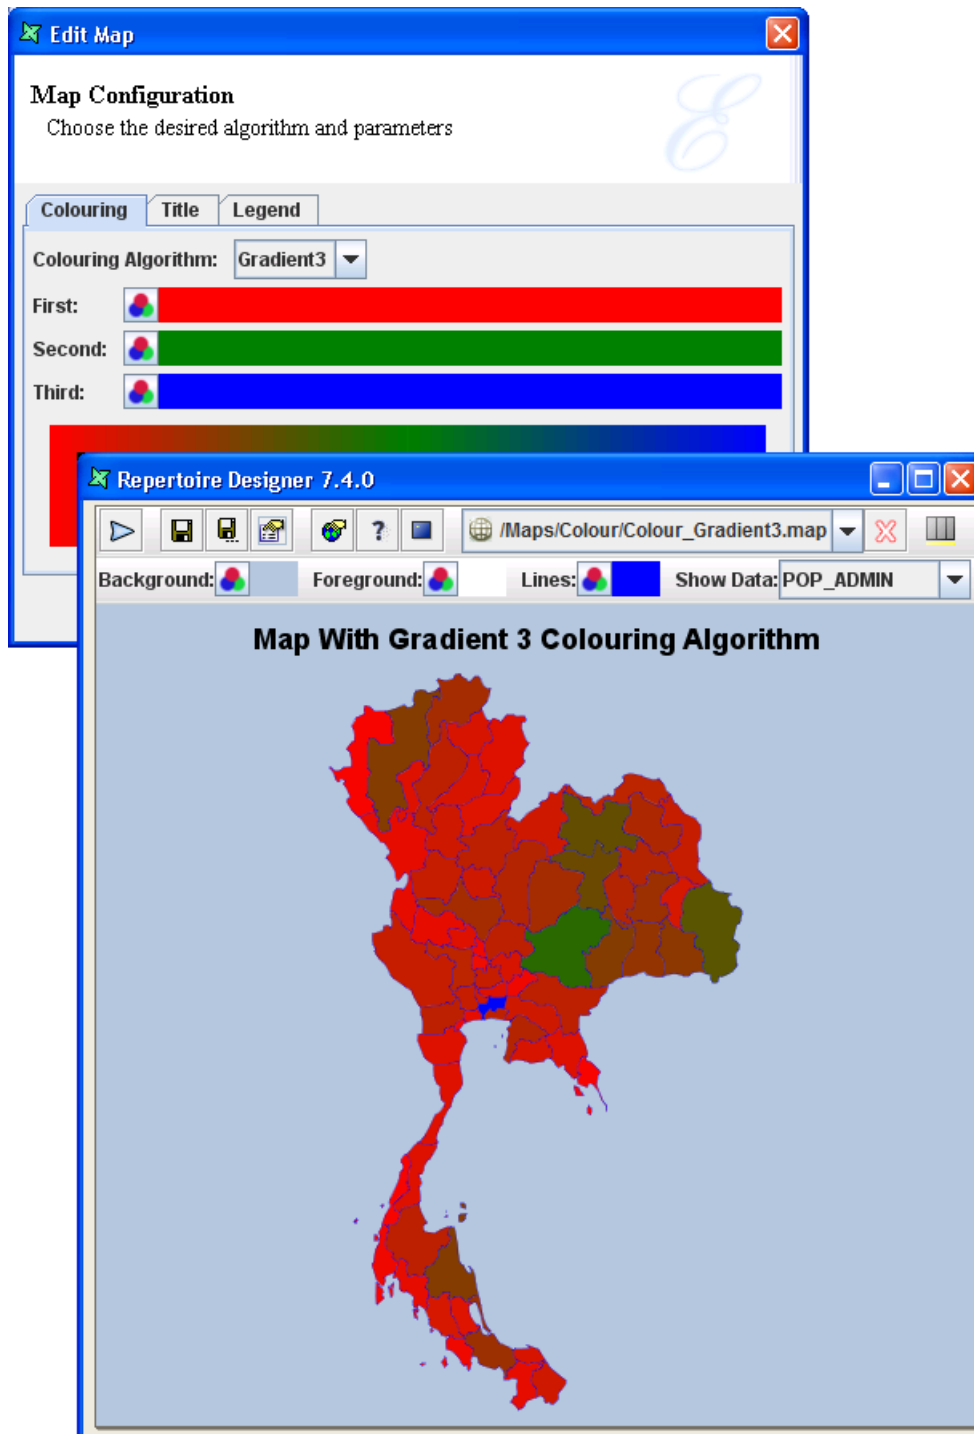 Edit Map
Map Configuration
Choose the desired algorithm and parameters
Colouring Title Legend
Colouring Algorithm: Gradient3
First:
Second:
Third:
Repertoire Designer 7.4.0
/Maps/Colour/Colour_Gradient3.map
Background: Foreground: Lines: Show Data: POP_ADMIN
Map With Gradient 3 Colouring Algorithm